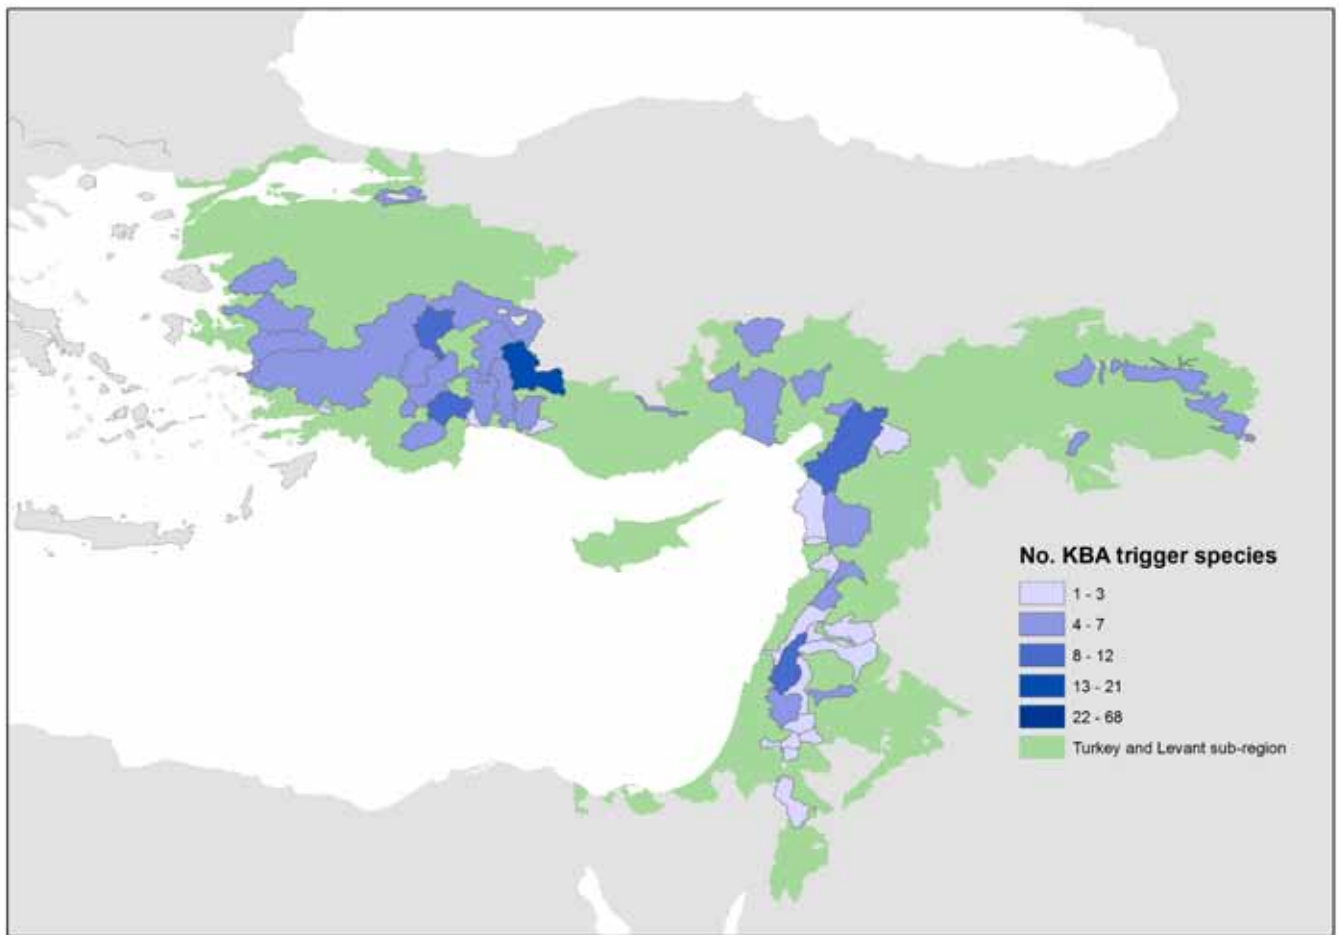 No. KBA trigger species
1 - 3
4 - 7
8 - 12
13 - 21
22 - 68
Turkey and Levant sub-region